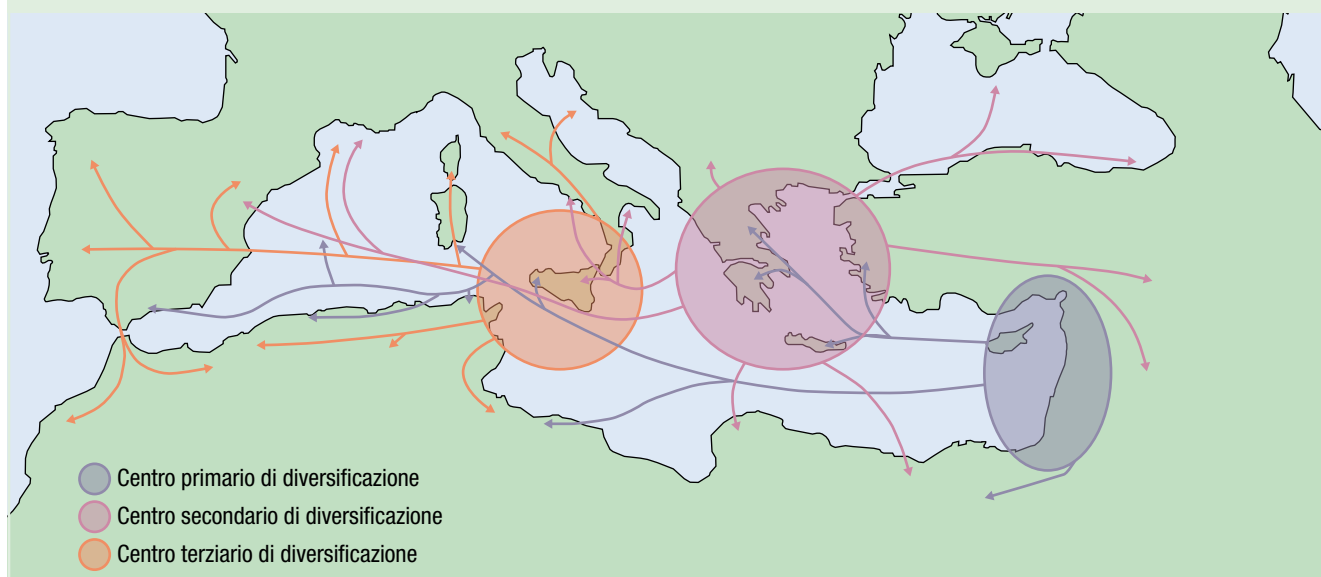 Centro primario di diversificazione
Centro secondario di diversificazione
Centro terziario di diversificazione